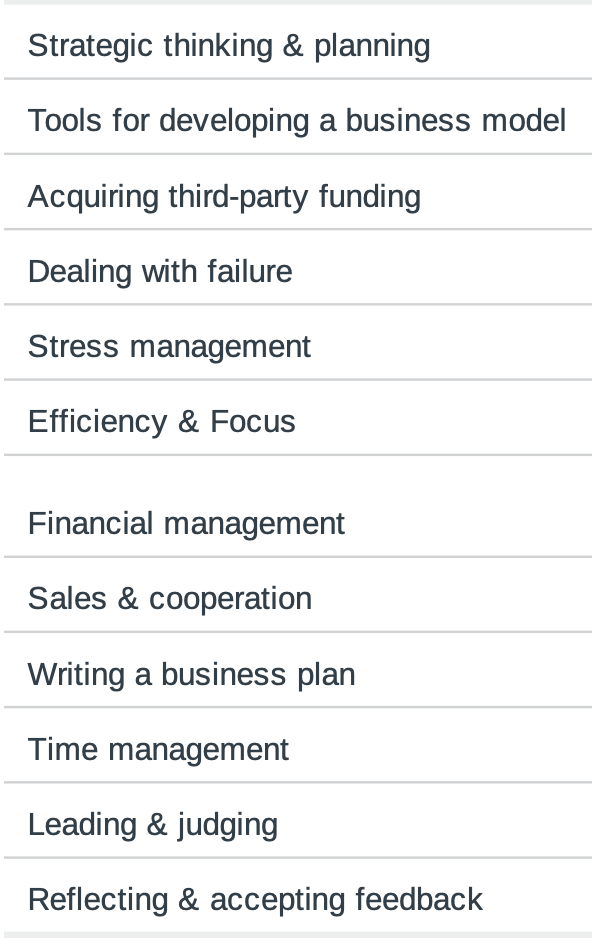 Strategic thinking & planning
Tools for developing a business model
Acquiring third-party funding
Dealing with failure
Stress management
Efficiency & Focus
Financial management
Sales & cooperation
Writing a business plan
Time management
Leading & judging
Reflecting & accepting feedback